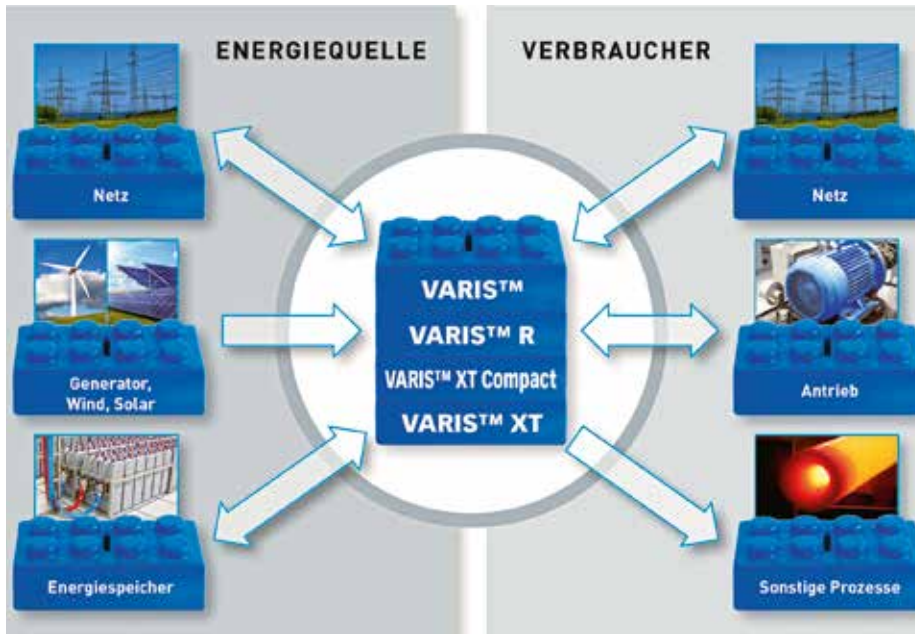 ENERGIEQUELLE
VERBRAUCHER
Netz
Generator,
Wind, Solar
Energiespeicher
VARIS™
VARIS™ R
VARIS™ XT Compact
VARIS™ XT
Netz
Antrieb
Sonstige Prozesse